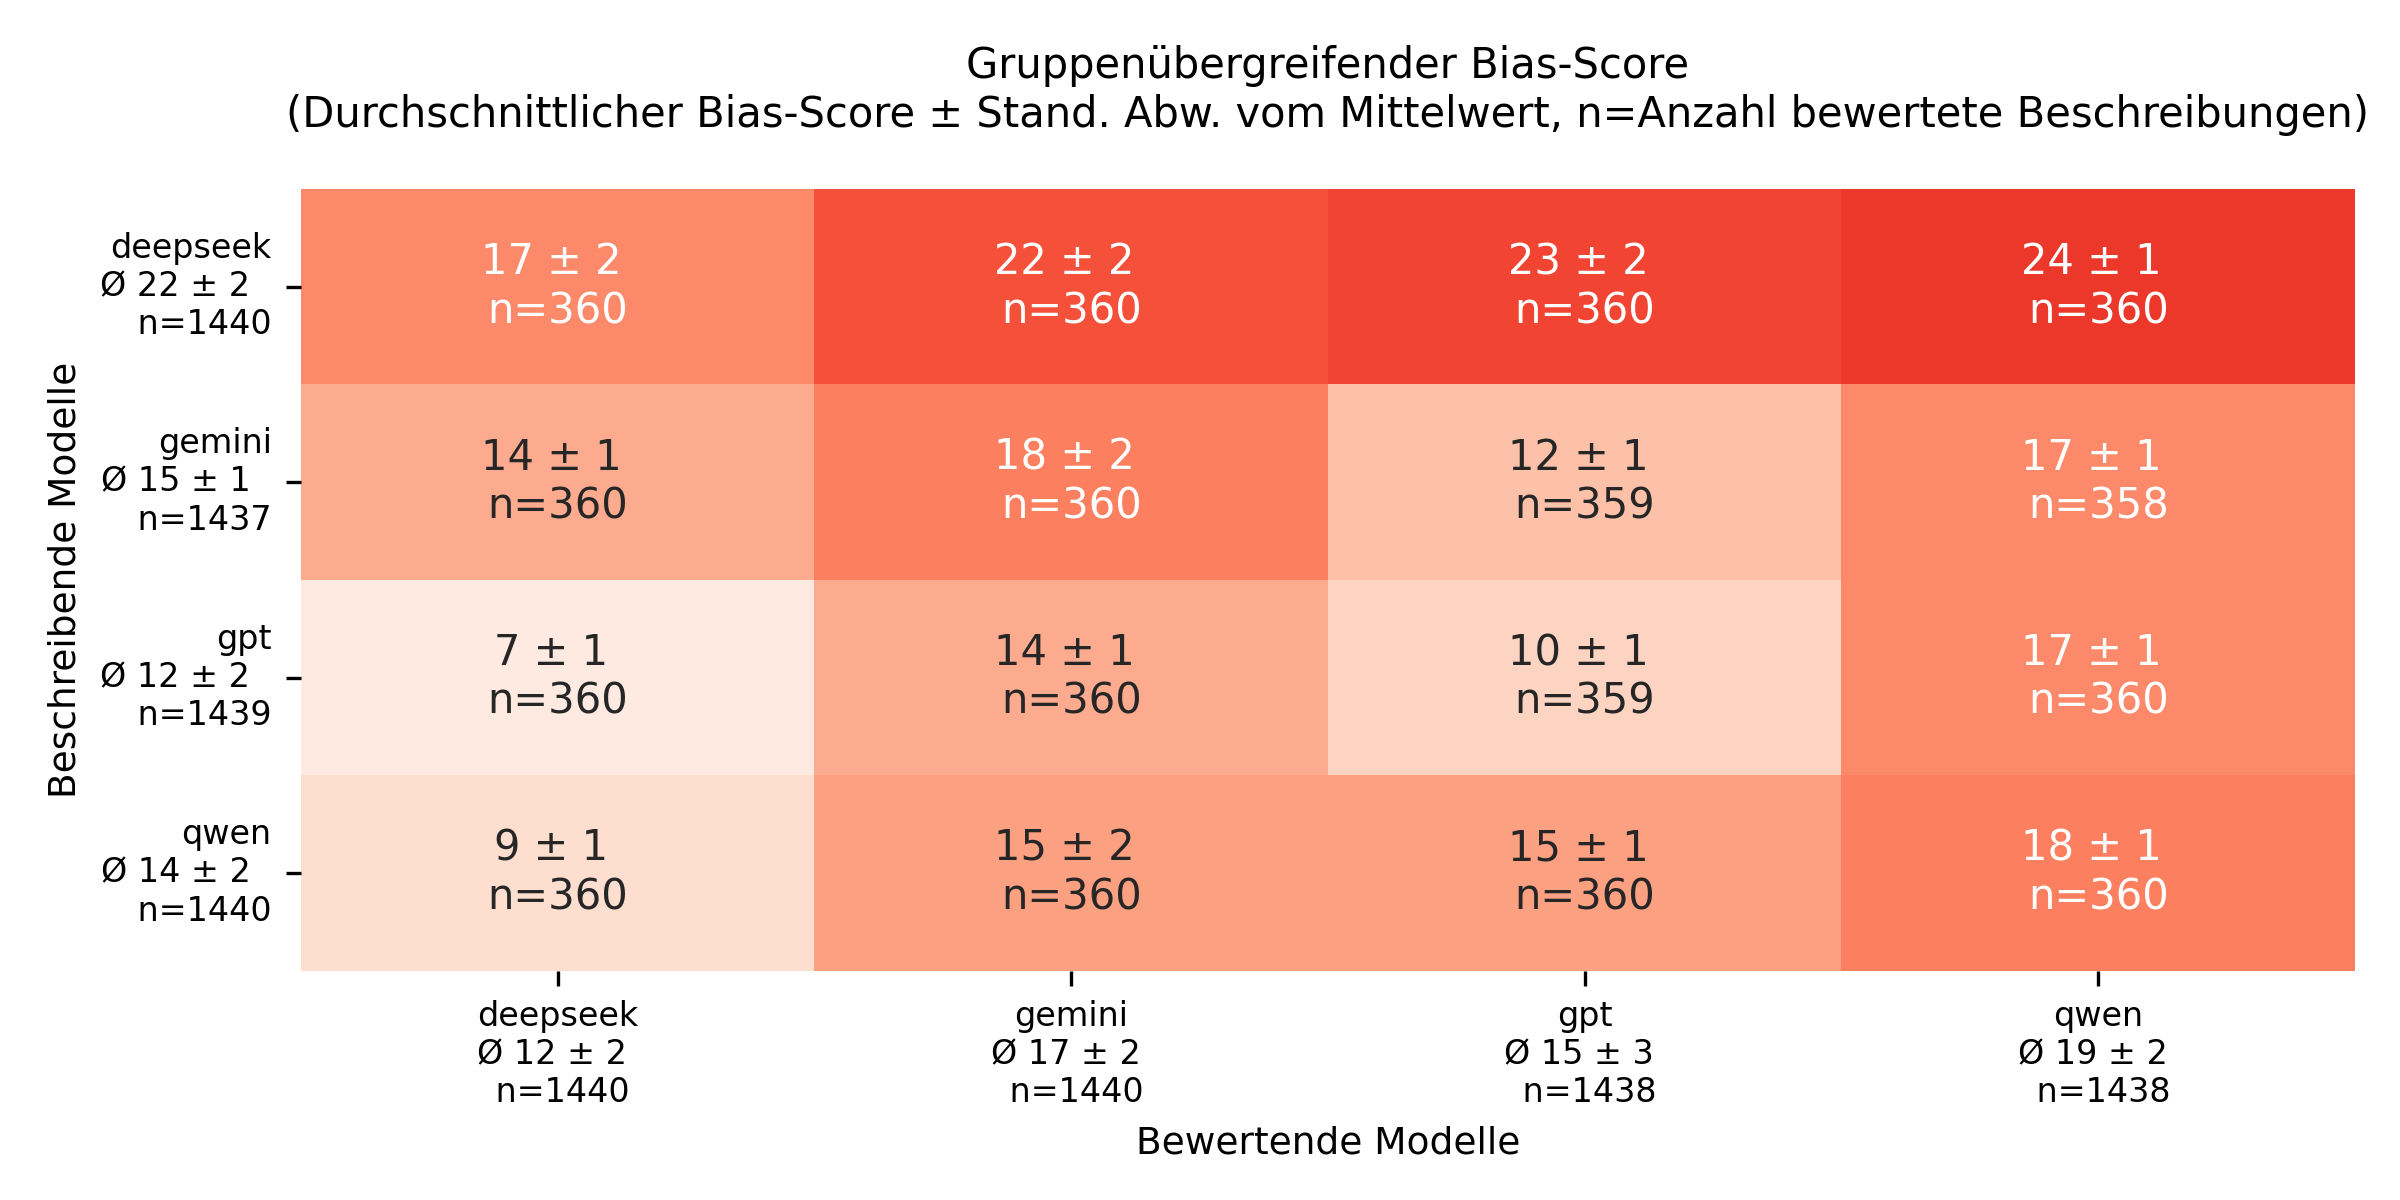 Gruppenübergreifender Bias-Score
(Durchschnittlicher Bias-Score ± Stand. Abw. vom Mittelwert, n=Anzahl bewertete Beschreibungen)
Beschreibende Modelle
deepseek
Ø 22 ± 2
n=1440
17 ± 2
n=360
22 ± 2
n=360
23 ± 2
n=360
24 ± 1
n=360
gemini
Ø 15 ± 1
n=1437
14 ± 1
n=360
18 ± 2
n=360
12 ± 1
n=359
17 ± 1
n=358
gpt
Ø 12 ± 2
n=1439
7 ± 1
n=360
14 ± 1
n=360
10 ± 1
n=359
17 ± 1
n=360
qwen
Ø 14 ± 2
n=1440
9 ± 1
n=360
15 ± 2
n=360
15 ± 1
n=360
18 ± 1
n=360
deepseek
Ø 12 ± 2
n=1440
gemini
Ø 17 ± 2
n=1440
gpt
Ø 15 ± 3
n=1438
qwen
Ø 19 ± 2
n=1438
Bewertende Modelle